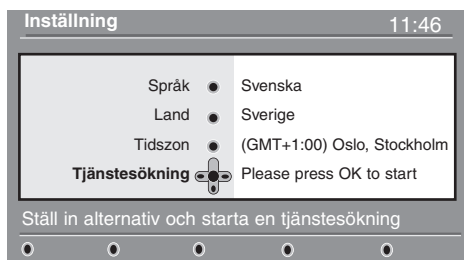 Inställning 11:46
Språk Svenska
Land Sverige
Tidszon (GMT+1:00) Oslo, Stockholm
Tjänstesökning Please press OK to start
Ställ in alternativ och starta en tjänstesökning